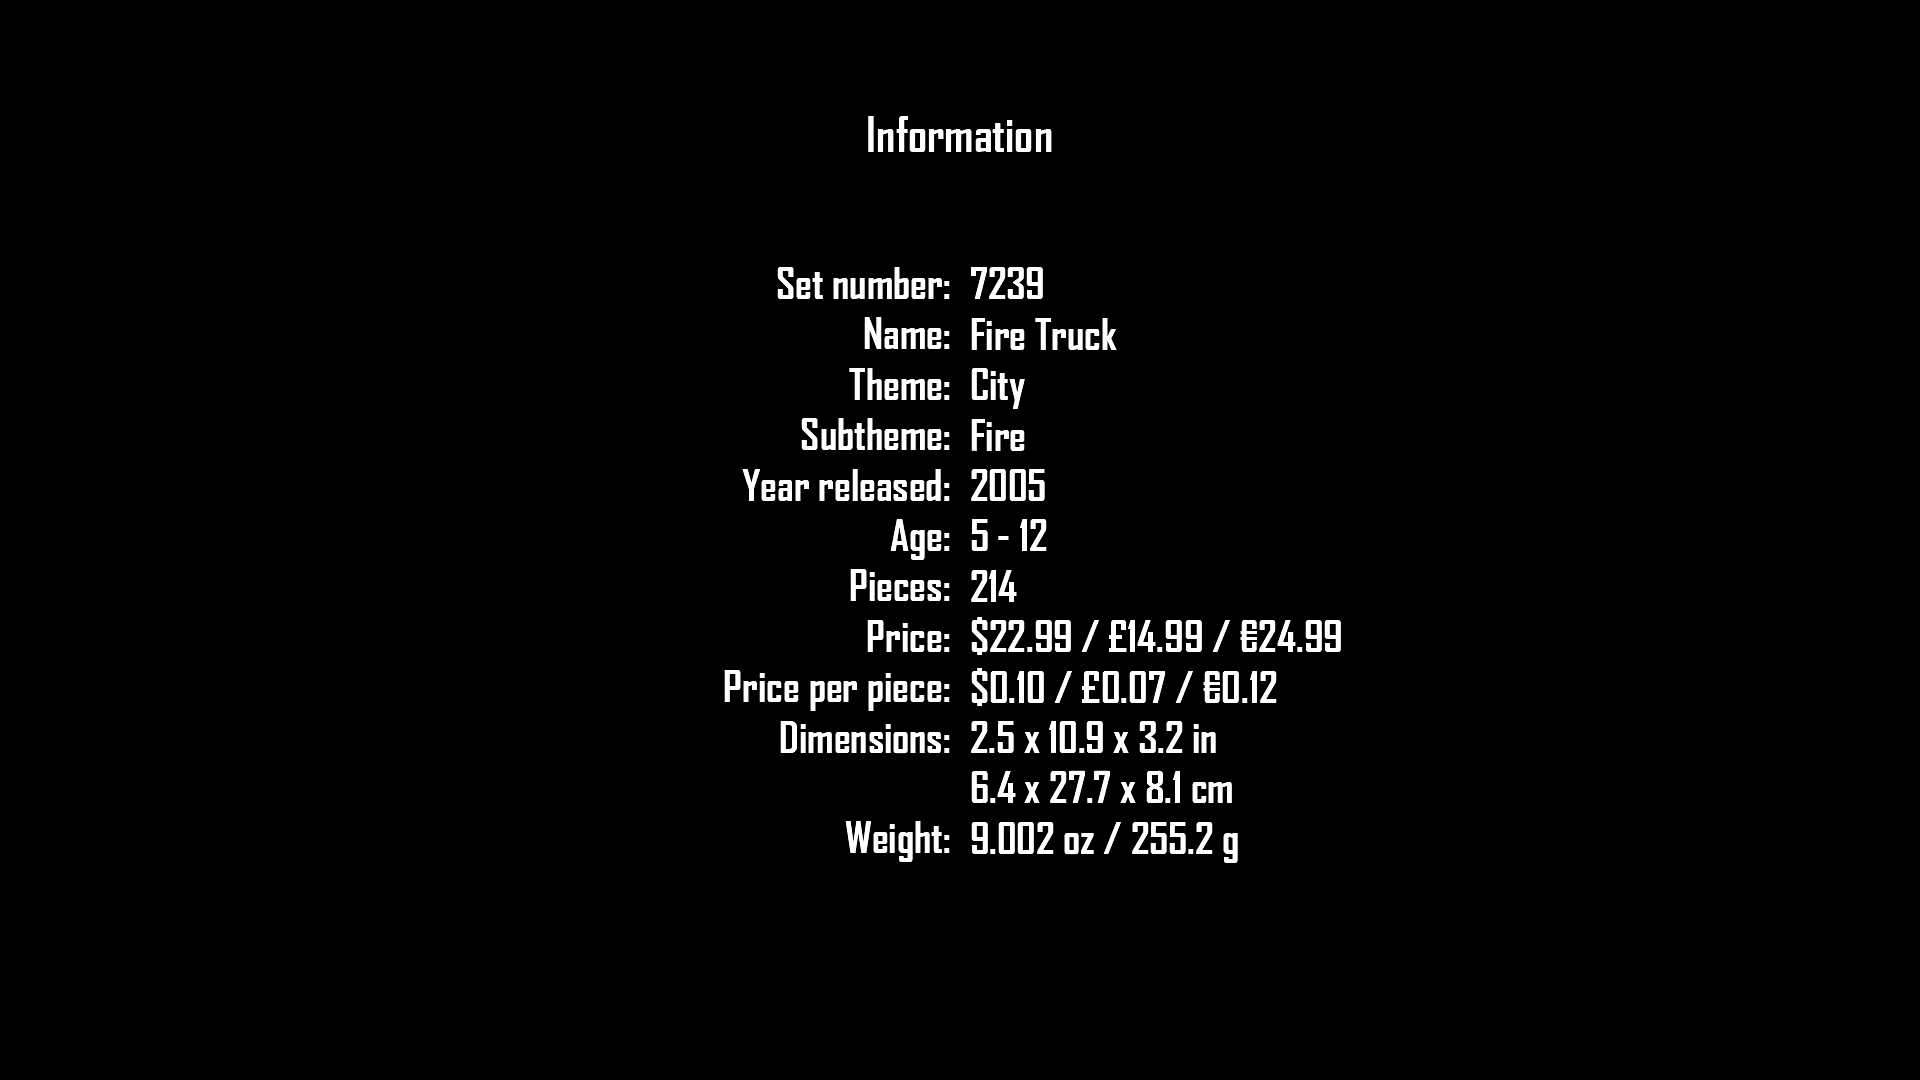 Information
Set number: 7239
Name: Fire Truck
Theme: City
Subtheme: Fire
Year released: 2005
Age: 5 - 12
Pieces: 214
Price: $22.99 / £14.99 / €24.99
Price per piece: $0.10 / £0.07 / €0.12
Dimensions: 2.5 x 10.9 x 3.2 in
6.4 x 27.7 x 8.1 cm
Weight: 9.002 oz / 255.2 g